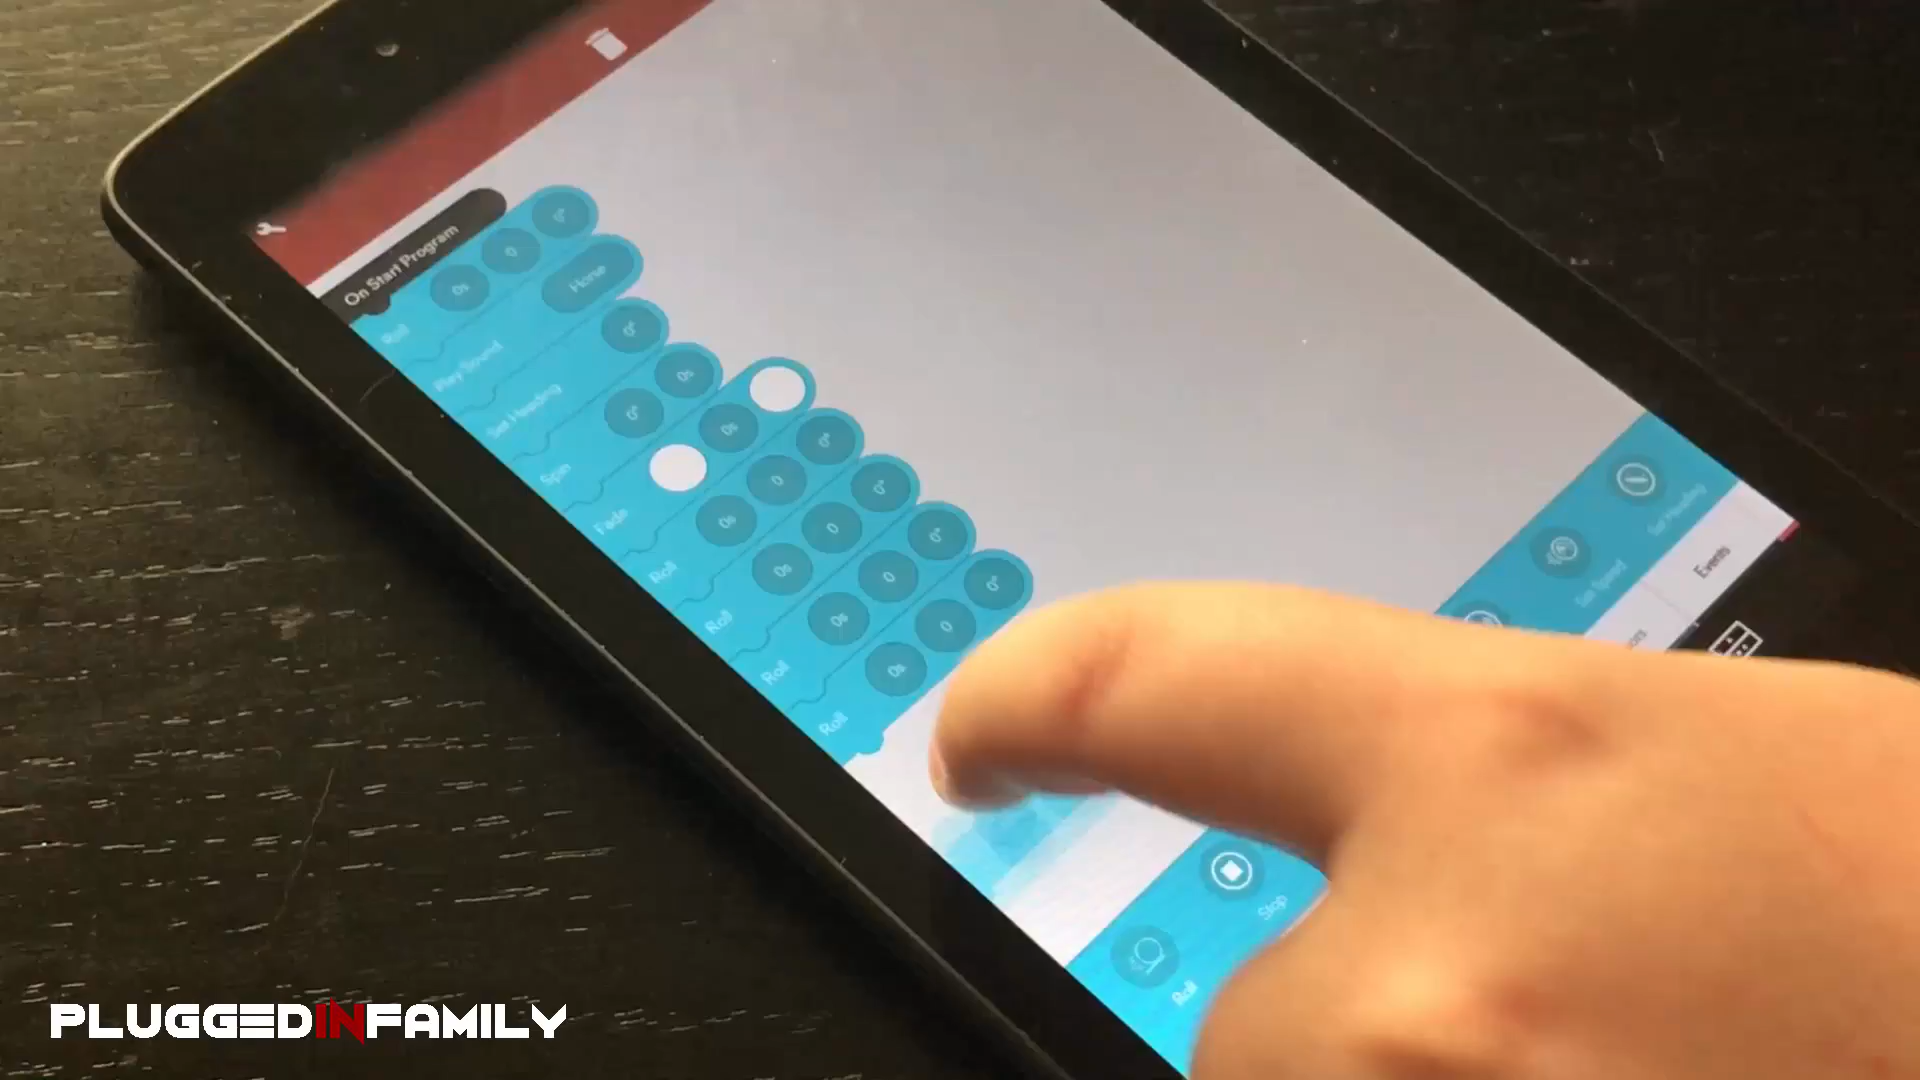 On Start Program
Roll 0s 0 0°
Play Sound Horse
Set Heading 0°
Spin 0° 0s
Fade 0s
Roll 0s 0 0°
Roll 0s 0 0°
Roll 0s 0 0°
Roll 0s 0 0°
Roll
Stop
Set Speed
Set Heading
Events
PLUGGEDINFAMILY